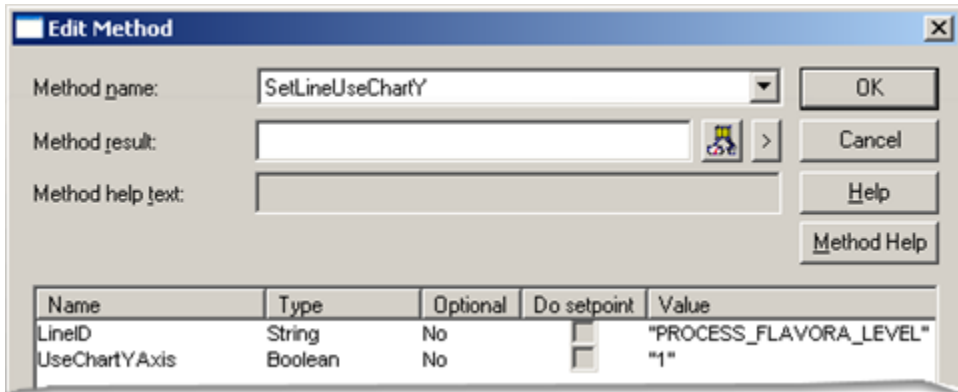 Edit Method
Method name: SetLineUseChartY OK
Method result: > Cancel
Method help text: Help
Method Help
Name Type Optional Do setpoint Value
LineID String No "PROCESS_FLAVORA_LEVEL"
UseChartYAxis Boolean No "1"